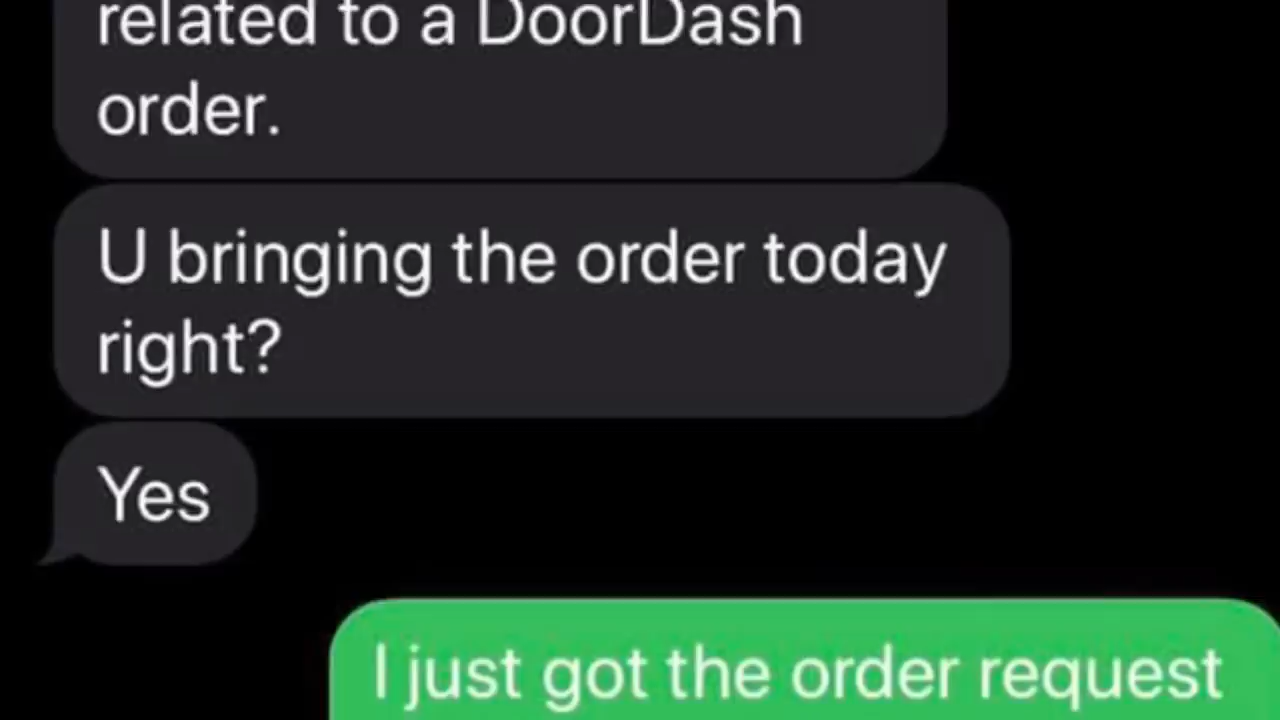 related to a DoorDash
order.
U bringing the order today
right?
Yes
I just got the order request